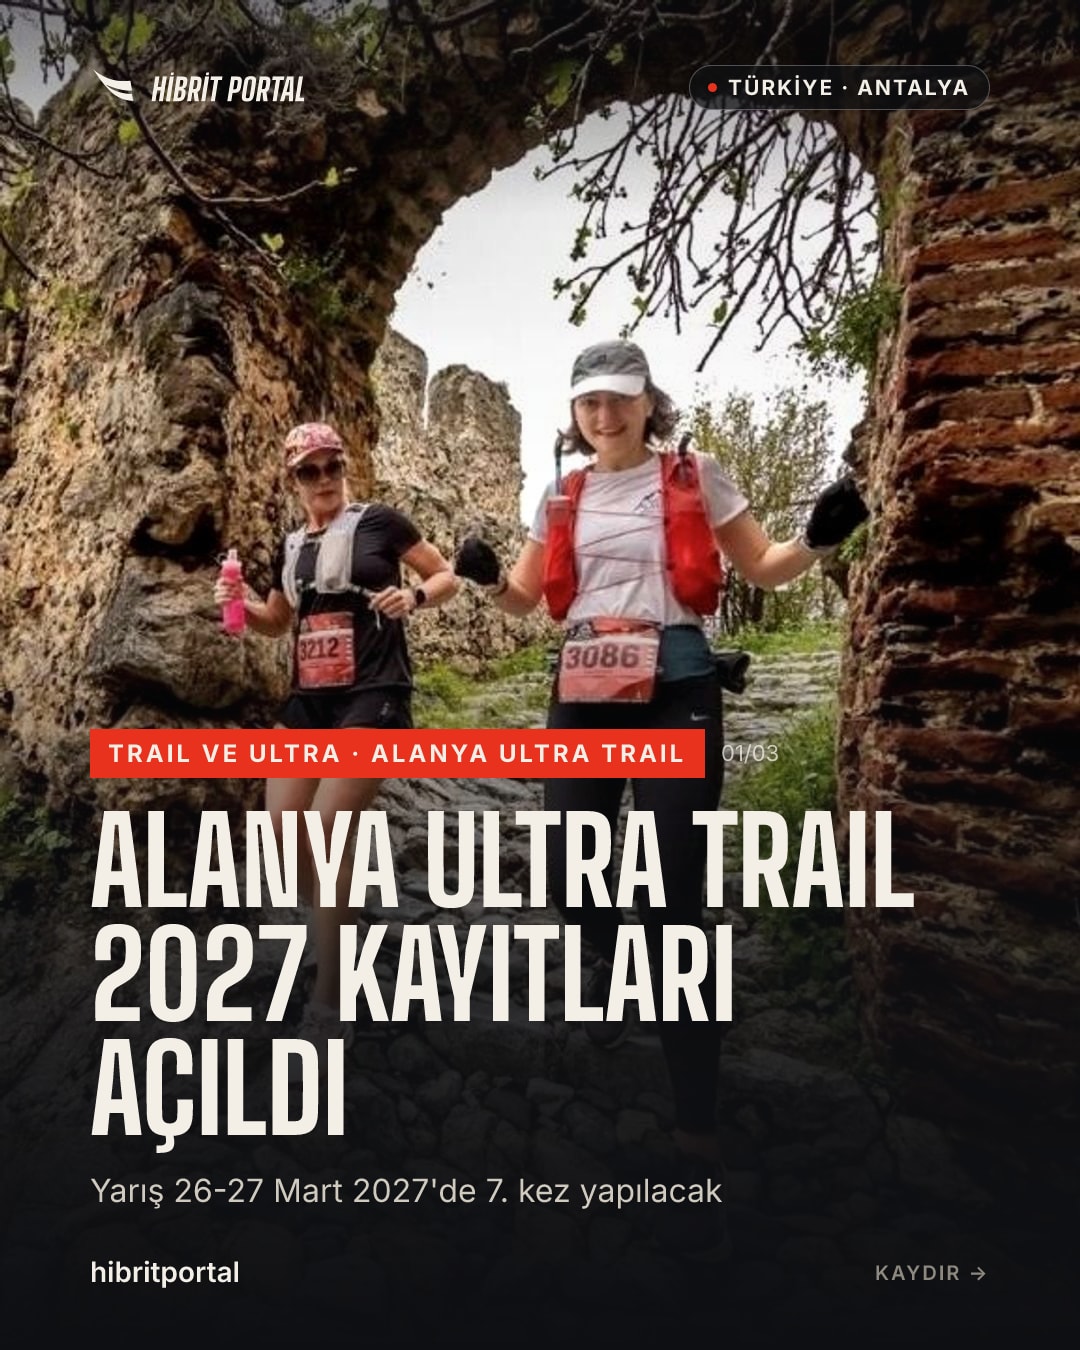 HİBRİT PORTAL
TÜRKİYE · ANTALYA
3212
3086
TRAIL VE ULTRA · ALANYA ULTRA TRAIL 01/03
ALANYA ULTRA TRAIL
2027 KAYITLARI
AÇILDI
Yarış 26-27 Mart 2027'de 7. kez yapılacak
hibritportal
KAYDIR →